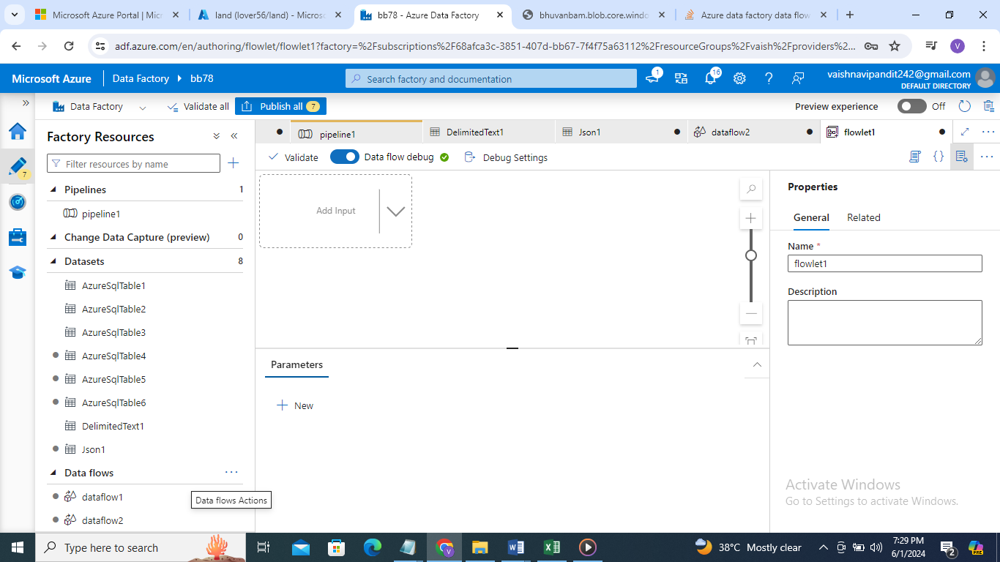 Microsoft Azure Portal | Micr
land (lover56/land) - Microso
bb78 - Azure Data Factory
bhuvanbam.blob.core.windo
Azure data factory data flow
adf.azure.com/en/authoring/flowlet/flowlet1?factory=%2Fsubscriptions%2F68afca3c-3851-407d-bb67-7f4f75a63112%2FresourceGroups%2Fvaish%2Fproviders%2...
V
Microsoft Azure
Data Factory
bb78
Search factory and documentation
1
16
vaishnavipandit242@gmail.com
DEFAULT DIRECTORY
Data Factory
Validate all
Publish all
7
Preview experience
Off
Factory Resources
pipeline1
DelimitedText1
Json1
dataflow2
flowlet1
Filter resources by name
Validate
Data flow debug
Debug Settings
7
Pipelines
1
pipeline1
Change Data Capture (preview)
0
Datasets
8
AzureSqlTable1
AzureSqlTable2
AzureSqlTable3
AzureSqlTable4
AzureSqlTable5
AzureSqlTable6
DelimitedText1
Json1
Data flows
dataflow1
Data flows Actions
dataflow2
Add Input
Parameters
New
Properties
General
Related
Name *
flowlet1
Description
Activate Windows
Go to Settings to activate Windows.
Type here to search
V
38°C Mostly clear
7:29 PM
6/1/2024
2
PRE